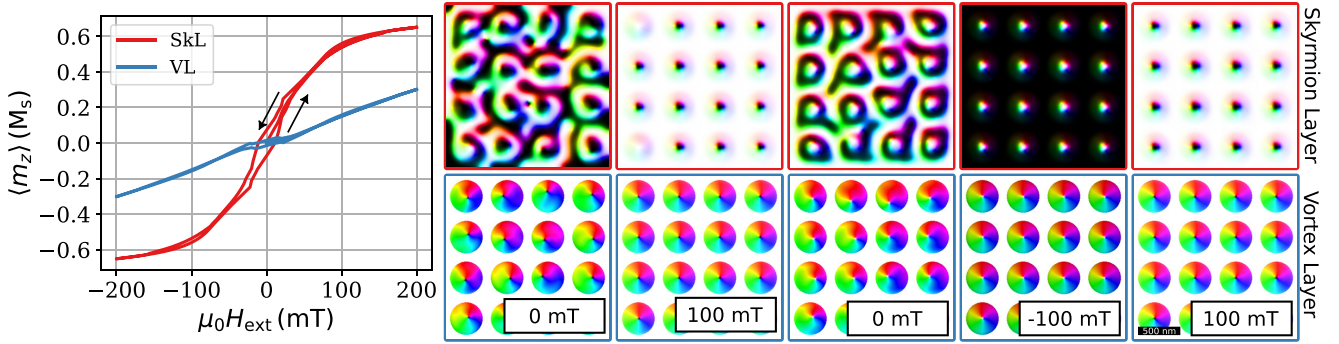 0.6
0.4
0.2
0.0
−0.2
−0.4
−0.6
⟨m_z⟩ (M_s)
SkL
VL
−200
−100
0
100
200
μ₀H_ext (mT)
Skyrmion Layer
Vortex Layer
0 mT
100 mT
0 mT
-100 mT
500 nm
100 mT